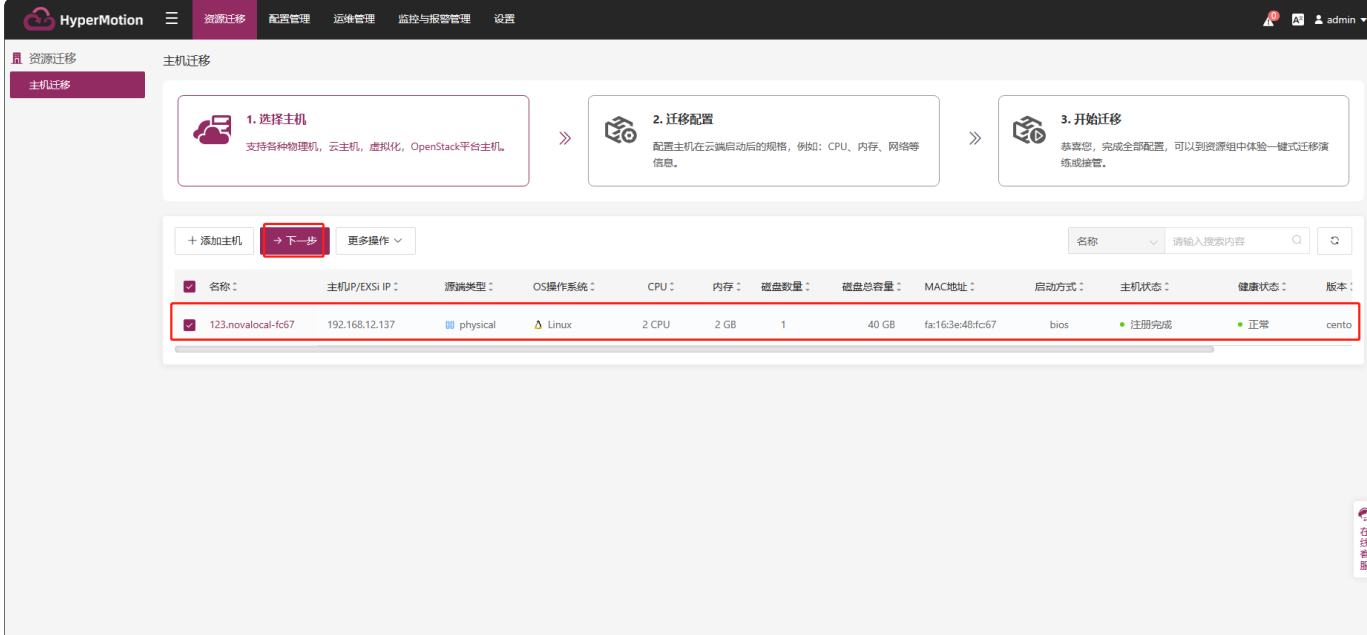 HyperMotion 资源迁移 配置管理 运维管理 监控与报警管理 设置 0 admin
资源迁移
主机迁移
主机迁移
1. 选择主机
支持各种物理机，云主机，虚拟化，OpenStack平台主机。
2. 迁移配置
配置主机在云端启动后的规格，例如：CPU、内存、网络等
信息。
3. 开始迁移
恭喜您，完成全部配置，可以到资源组中体验一键式迁移演
练或接管。
添加主机 下一步 更多操作 名称 请输入搜索内容
名称 主机IP/EXSi IP 源端类型 OS操作系统 CPU 内存 磁盘数量 磁盘总容量 MAC地址 启动方式 主机状态 健康状态 版本
123.novalocal-fc67 192.168.12.137 physical Linux 2 CPU 2 GB 1 40 GB fa:16:3e:48:fc:67 bios 注册完成 正常 cento
在线客服